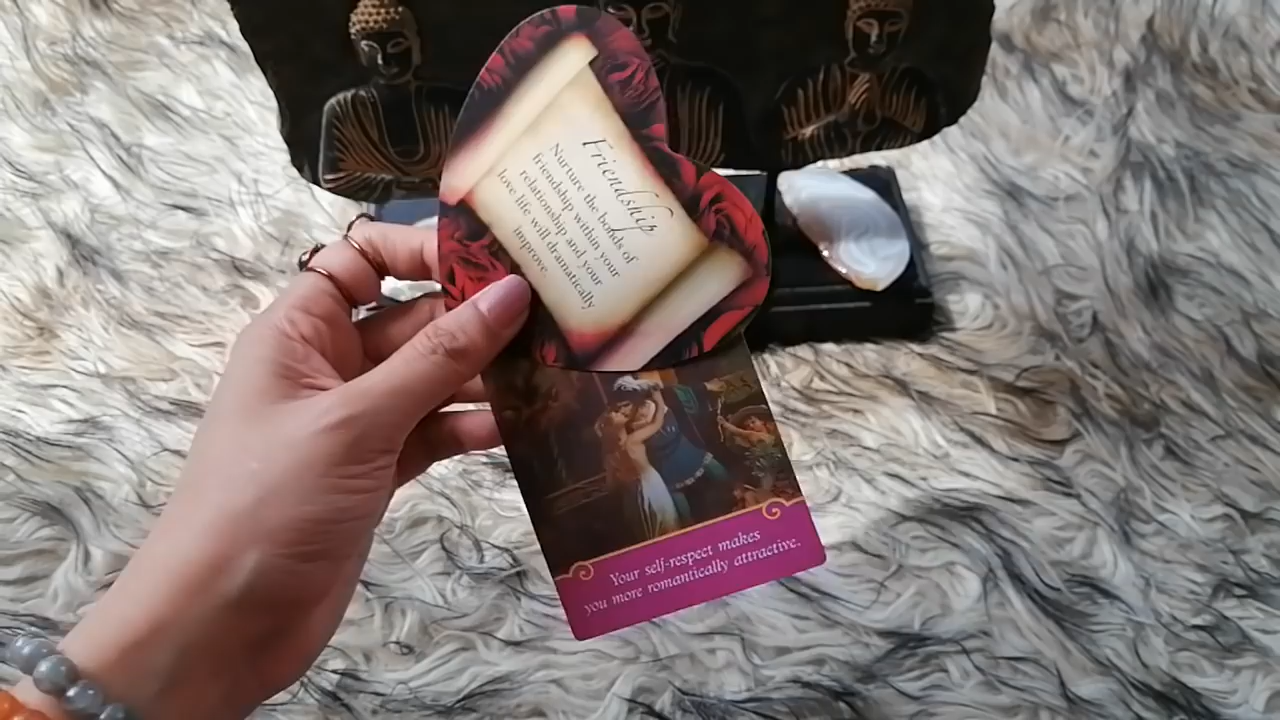 Friendship
Nurture the bonds of
friendship within your
relationship and your
love life will dramatically
improve
Your self-respect makes
you more romantically attractive.